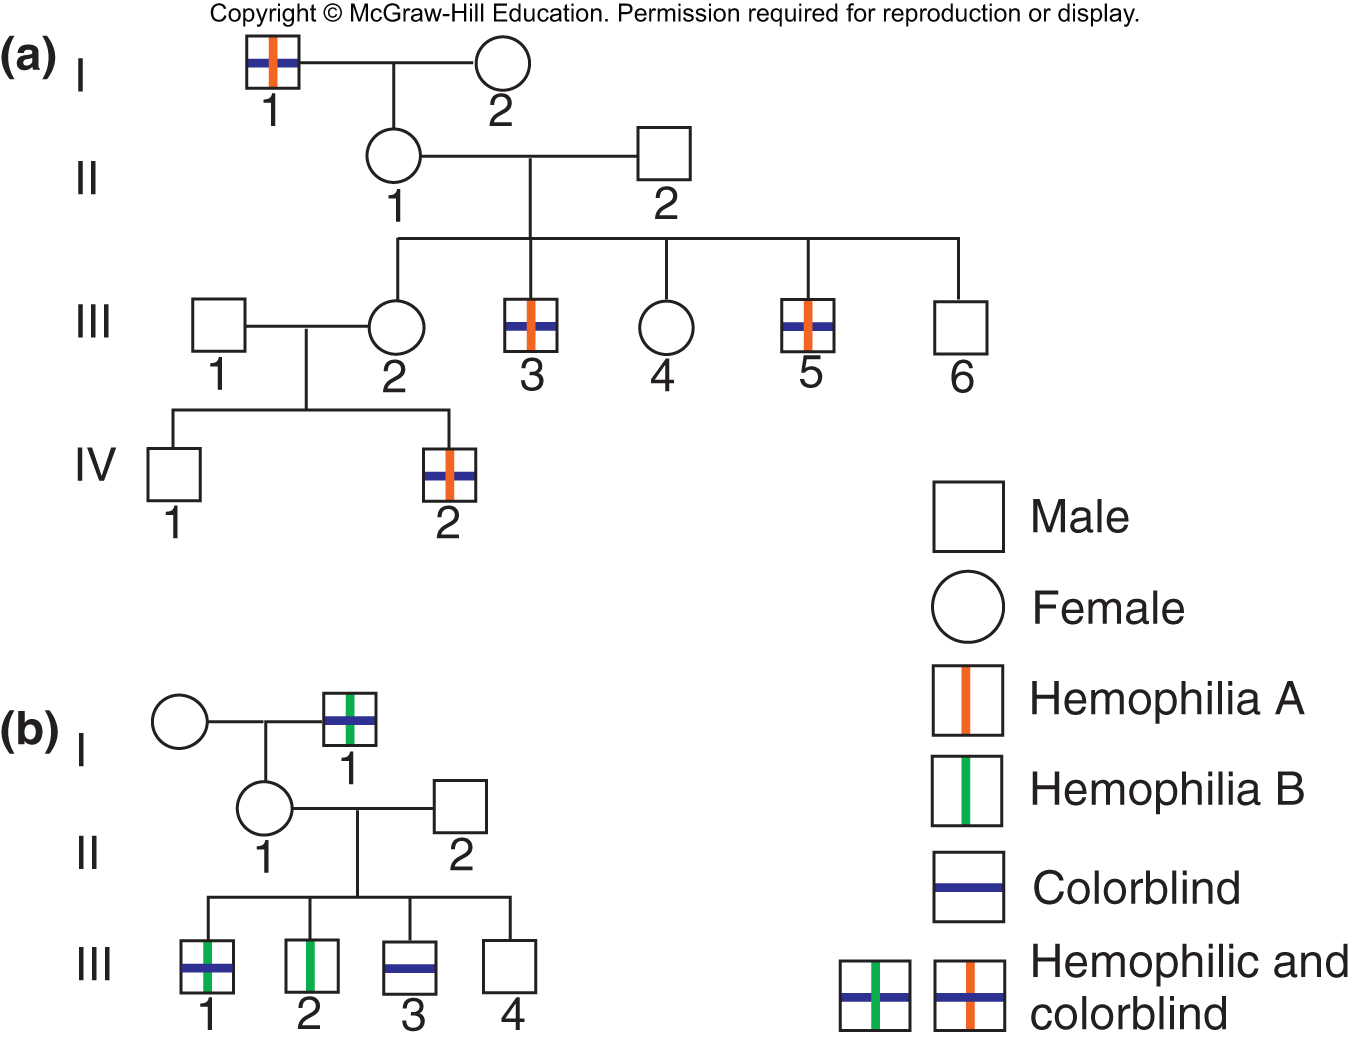 Copyright © McGraw-Hill Education. Permission required for reproduction or display.
(a)
I
1
2
II
1
2
III
1
2
3
4
5
6
IV
1
2
Male
Female
Hemophilia A
Hemophilia B
Colorblind
Hemophilic and
colorblind
(b)
I
1
II
1
2
III
1
2
3
4